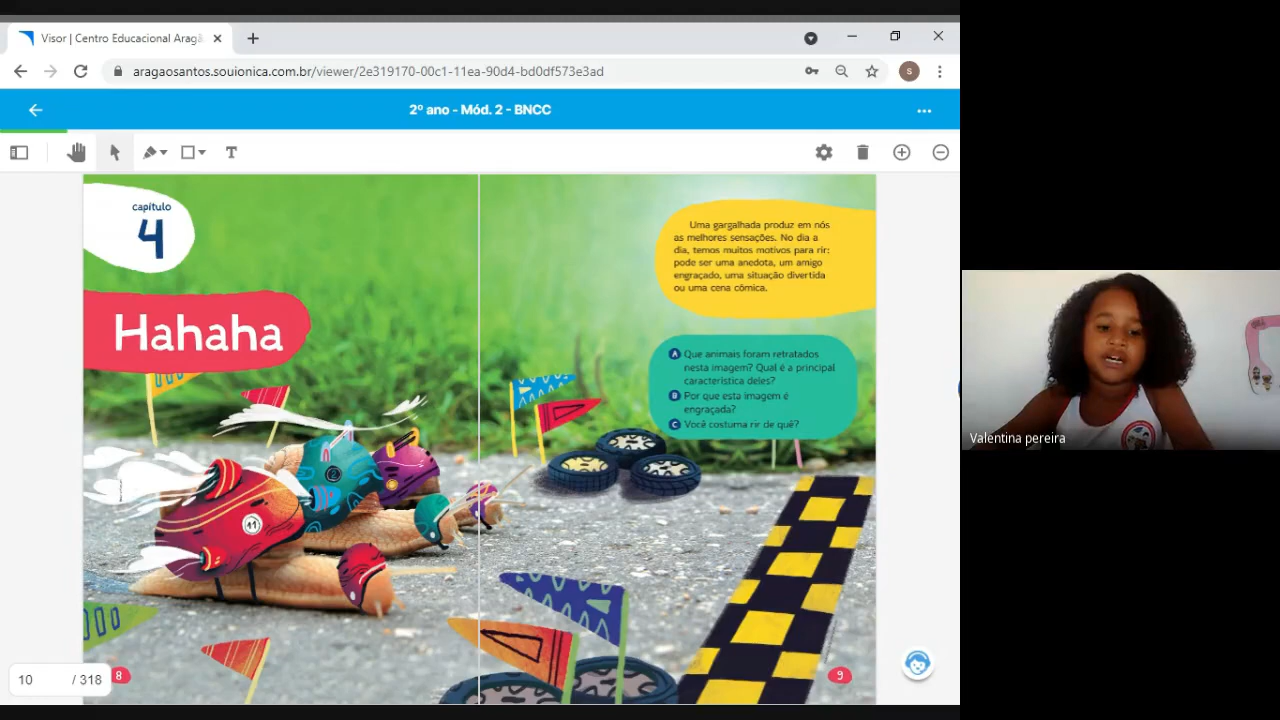 Visor | Centro Educacional Aragã
aragaosantos.souionica.com.br/viewer/2e319170-00c1-11ea-90d4-bd0df573e3ad
S
2º ano - Mód. 2 - BNCC
T
capítulo
4
Hahaha
Uma gargalhada produz em nós
as melhores sensações. No dia a
dia, temos muitos motivos para rir:
pode ser uma anedota, um amigo
engraçado, uma situação divertida
ou uma cena cômica.
A Que animais foram retratados
nesta imagem? Qual é a principal
característica deles?
B Por que esta imagem é
engraçada?
C Você costuma rir de quê?
2
11
10 / 318
8
9
Valentina pereira